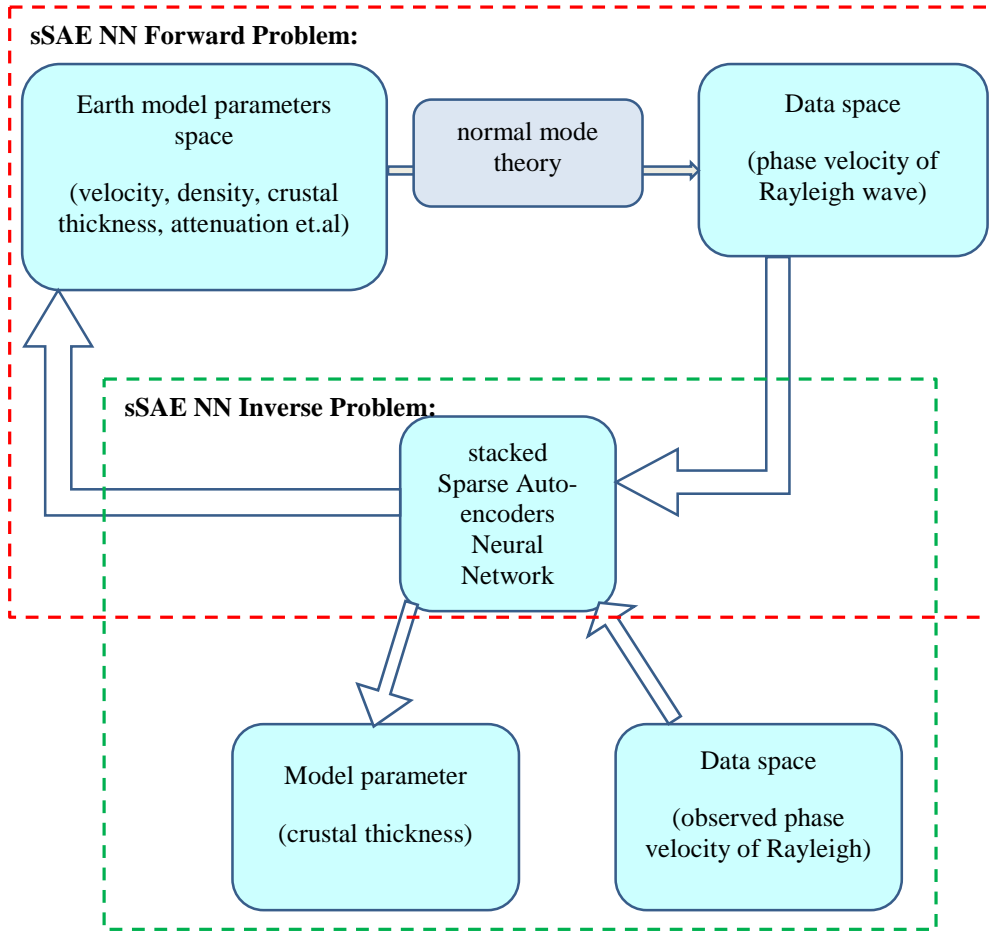 sSAE NN Forward Problem:
Earth model parameters
space
(velocity, density, crustal
thickness, attenuation et.al)
normal mode
theory
Data space
(phase velocity of
Rayleigh wave)
sSAE NN Inverse Problem:
stacked
Sparse Auto-
encoders
Neural
Network
Model parameter
(crustal thickness)
Data space
(observed phase
velocity of Rayleigh)